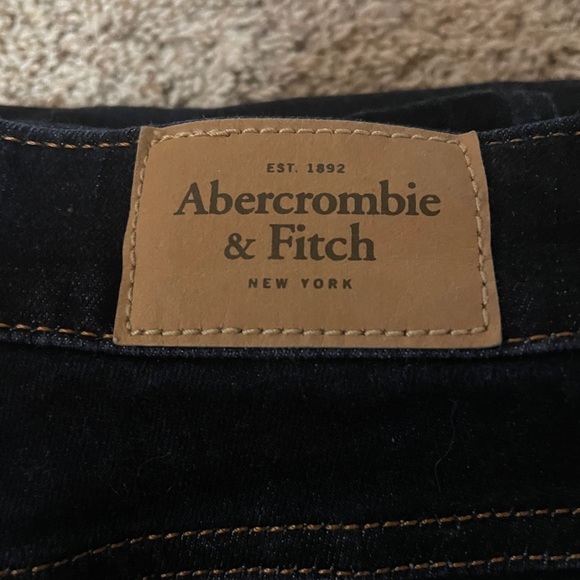 EST. 1892
Abercrombie
& Fitch
NEW YORK